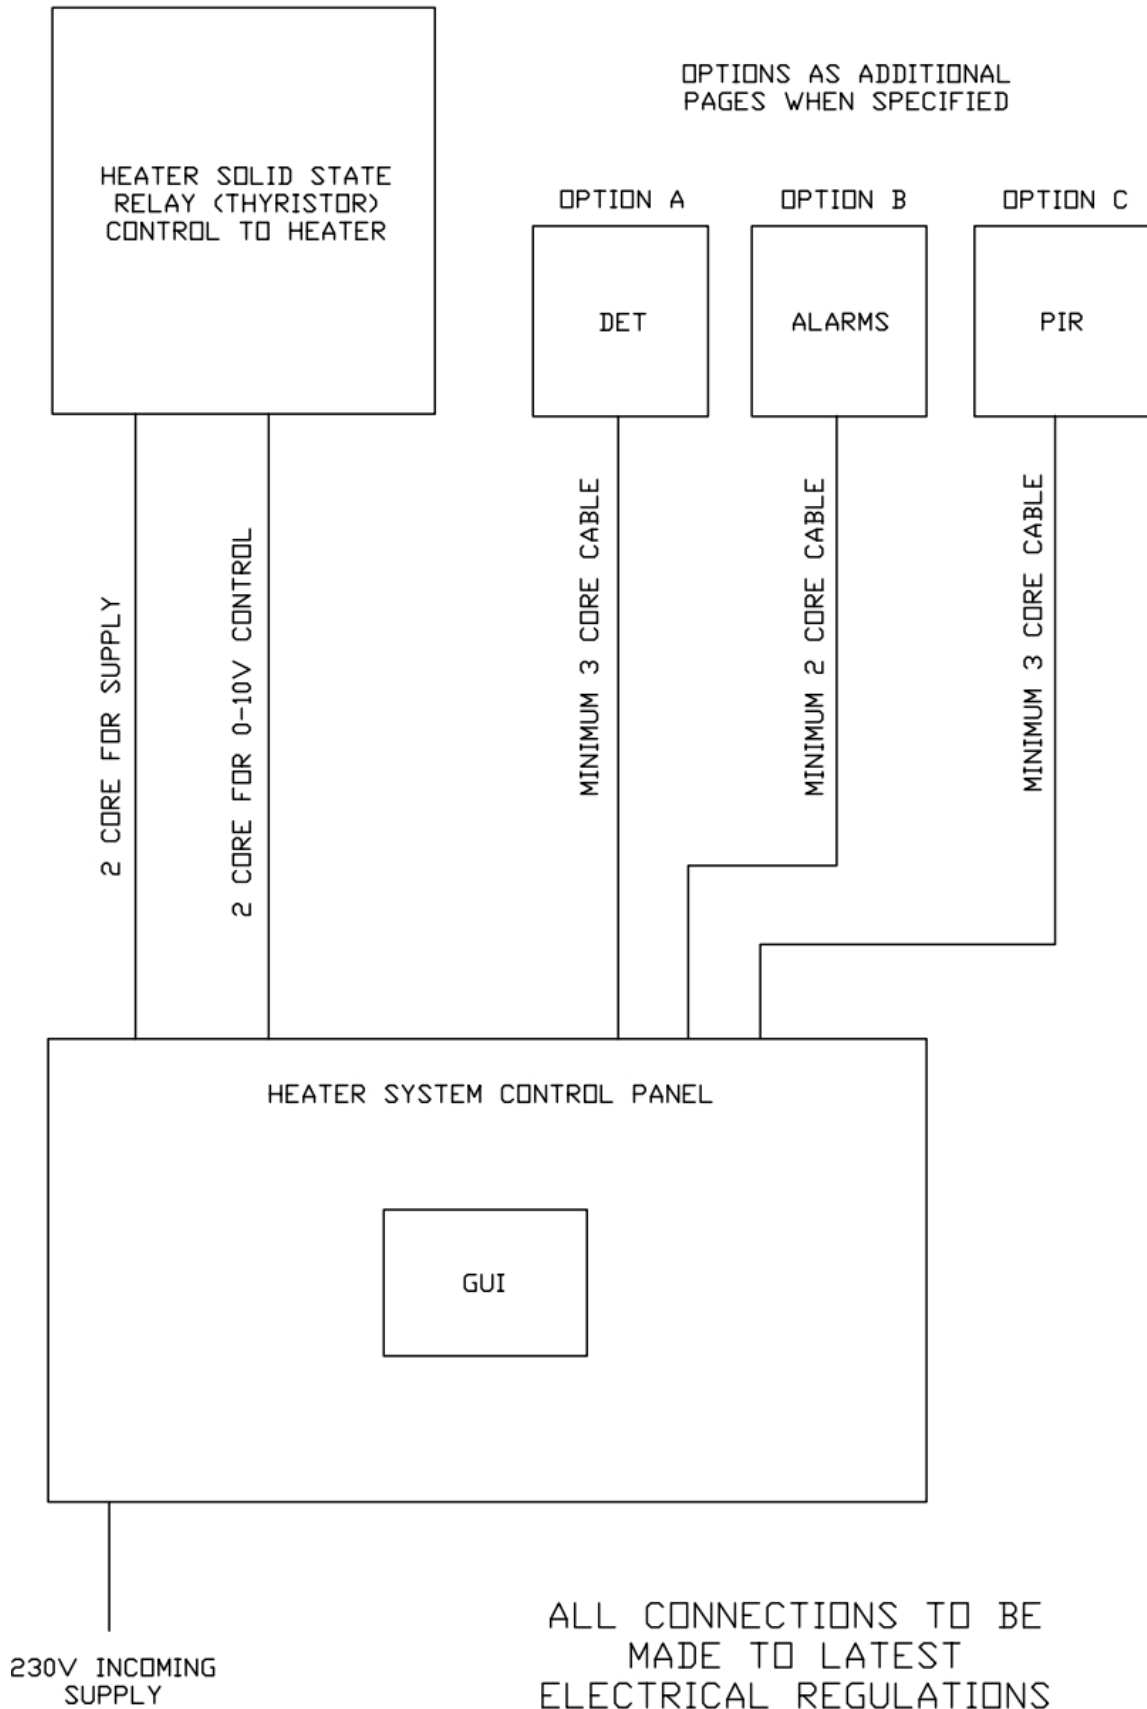 OPTIONS AS ADDITIONAL
PAGES WHEN SPECIFIED
HEATER SOLID STATE
RELAY (THYRISTOR)
CONTROL TO HEATER
OPTION A
OPTION B
OPTION C
DET
ALARMS
PIR
2 CORE FOR SUPPLY
2 CORE FOR 0-10V CONTROL
MINIMUM 3 CORE CABLE
MINIMUM 2 CORE CABLE
MINIMUM 3 CORE CABLE
HEATER SYSTEM CONTROL PANEL
GUI
230V INCOMING
SUPPLY
ALL CONNECTIONS TO BE
MADE TO LATEST
ELECTRICAL REGULATIONS